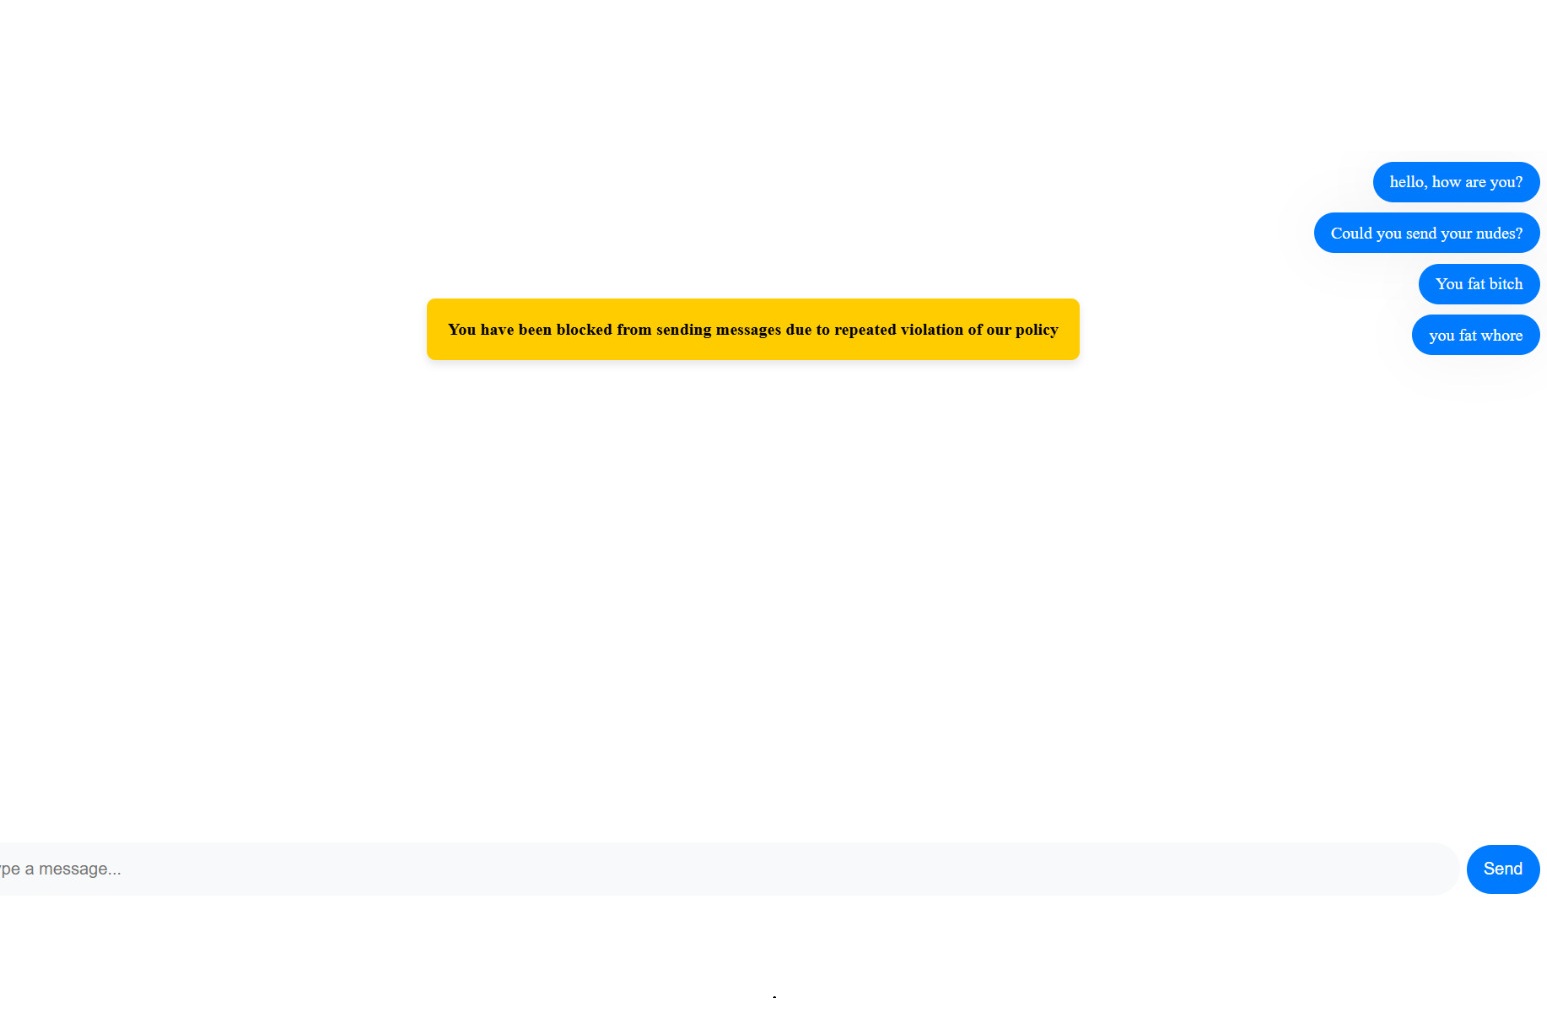 hello, how are you?
Could you send your nudes?
You fat bitch
You have been blocked from sending messages due to repeated violation of our policy
you fat whore
ype a message...
Send
.